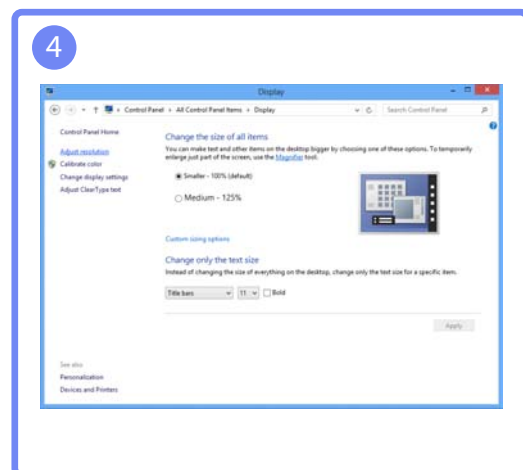 4
Display
Control Panel All Control Panel Items Display Search Control Panel
Control Panel Home
Adjust resolution
Calibrate color
Change display settings
Adjust ClearType text
Change the size of all items
You can make text and other items on the desktop bigger by choosing one of these options. To temporarily
enlarge just part of the screen, use the Magnifier tool.
Smaller - 100% (default)
Medium - 125%
Custom sizing options
Change only the text size
Instead of changing the size of everything on the desktop, change only the text size for a specific item.
Title bars 11 Bold
Apply
See also
Personalization
Devices and Printers